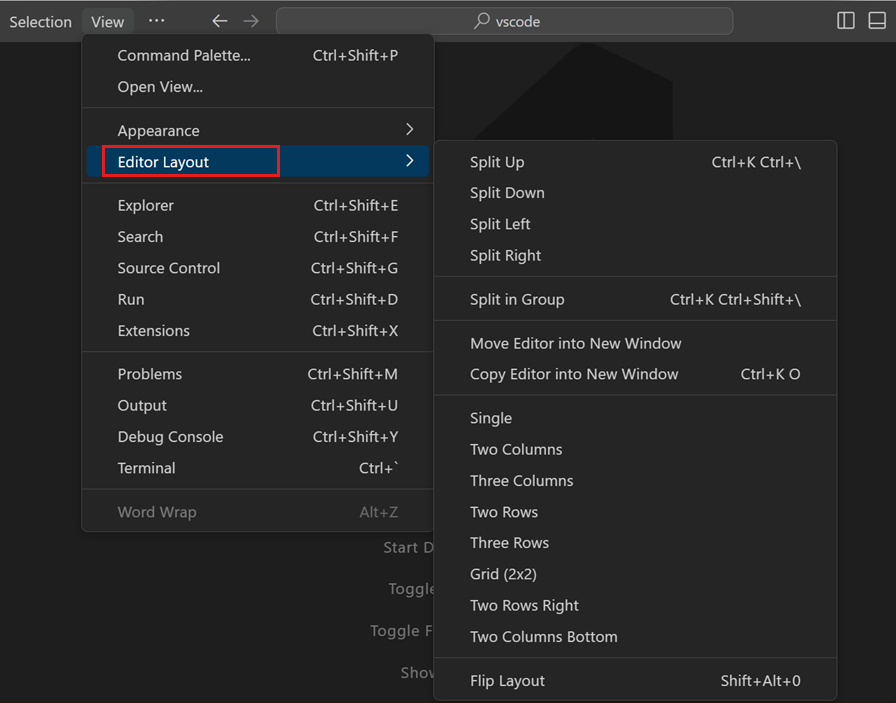 Selection View ··· vscode
Command Palette... Ctrl+Shift+P
Open View...
Appearance
Editor Layout
Explorer Ctrl+Shift+E
Search Ctrl+Shift+F
Source Control Ctrl+Shift+G
Run Ctrl+Shift+D
Extensions Ctrl+Shift+X
Problems Ctrl+Shift+M
Output Ctrl+Shift+U
Debug Console Ctrl+Shift+Y
Terminal Ctrl+`
Word Wrap Alt+Z
Split Up Ctrl+K Ctrl+\
Split Down
Split Left
Split Right
Split in Group Ctrl+K Ctrl+Shift+\
Move Editor into New Window
Copy Editor into New Window Ctrl+K O
Single
Two Columns
Three Columns
Two Rows
Three Rows
Grid (2x2)
Two Rows Right
Two Columns Bottom
Flip Layout Shift+Alt+0
Start D
Toggle
Toggle F
Show